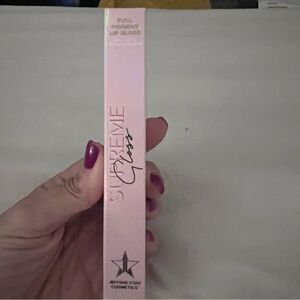 FULL
PIGMENT
LIP GLOSS
SUPREME
Gloss
JEFFREE STAR
COSMETICS